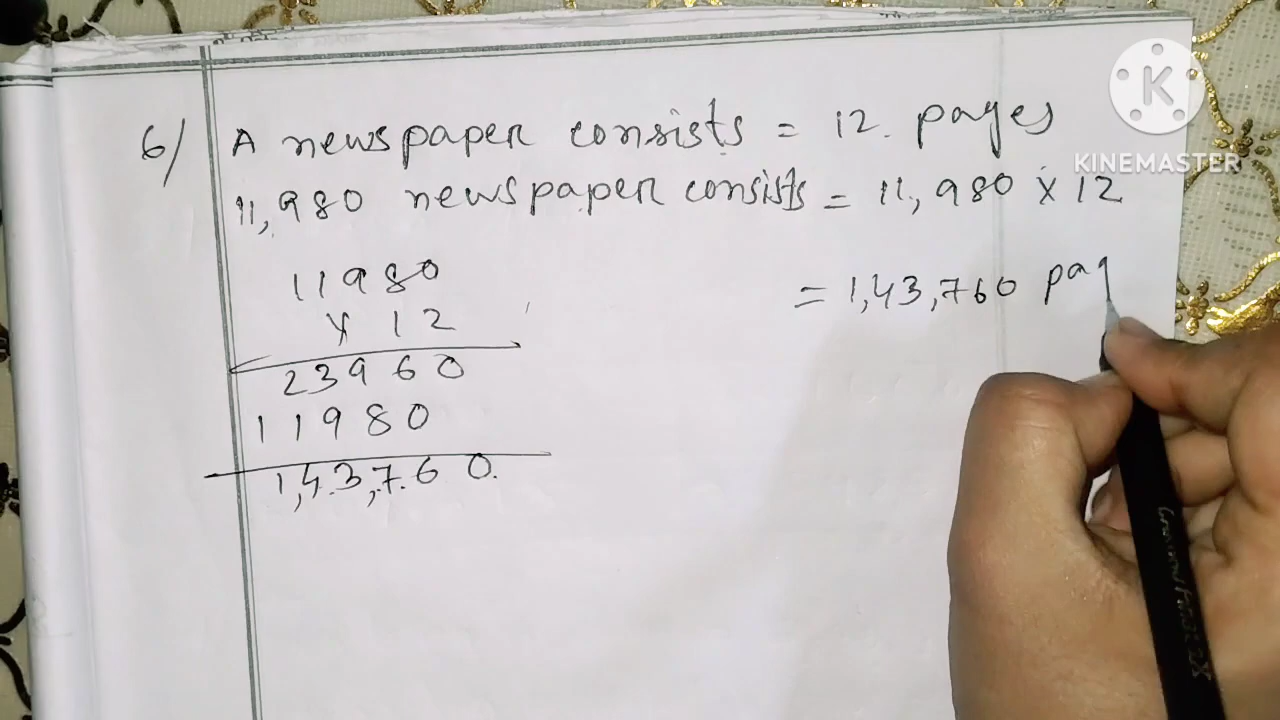 6) A newspaper consists = 12. pages
11,980 newspaper consists = 11,980 x 12
= 1,43,760 pag
11980
x 12
23960
11980
1,43,760.
K
KINEMASTER